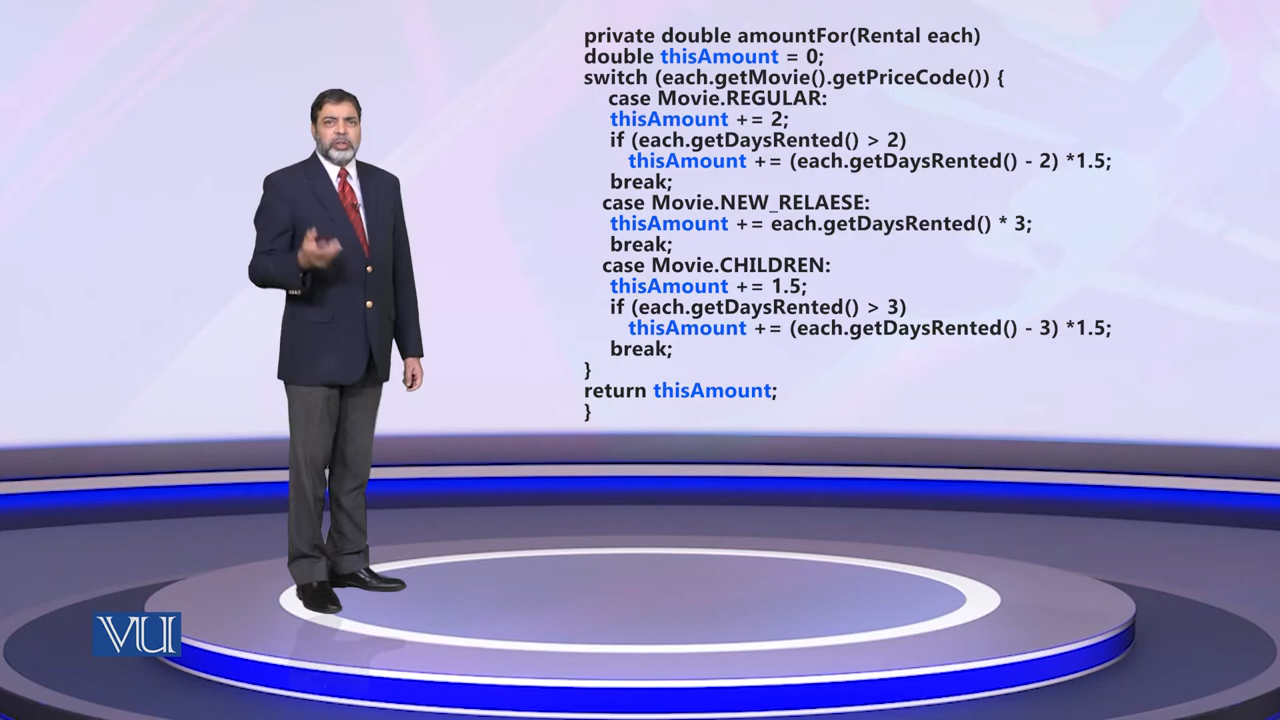 private double amountFor(Rental each)
double thisAmount = 0;
switch (each.getMovie().getPriceCode()) {
case Movie.REGULAR:
thisAmount += 2;
if (each.getDaysRented() > 2)
thisAmount += (each.getDaysRented() - 2) *1.5;
break;
case Movie.NEW_RELAESE:
thisAmount += each.getDaysRented() * 3;
break;
case Movie.CHILDREN:
thisAmount += 1.5;
if (each.getDaysRented() > 3)
thisAmount += (each.getDaysRented() - 3) *1.5;
break;
}
return thisAmount;
}
VU